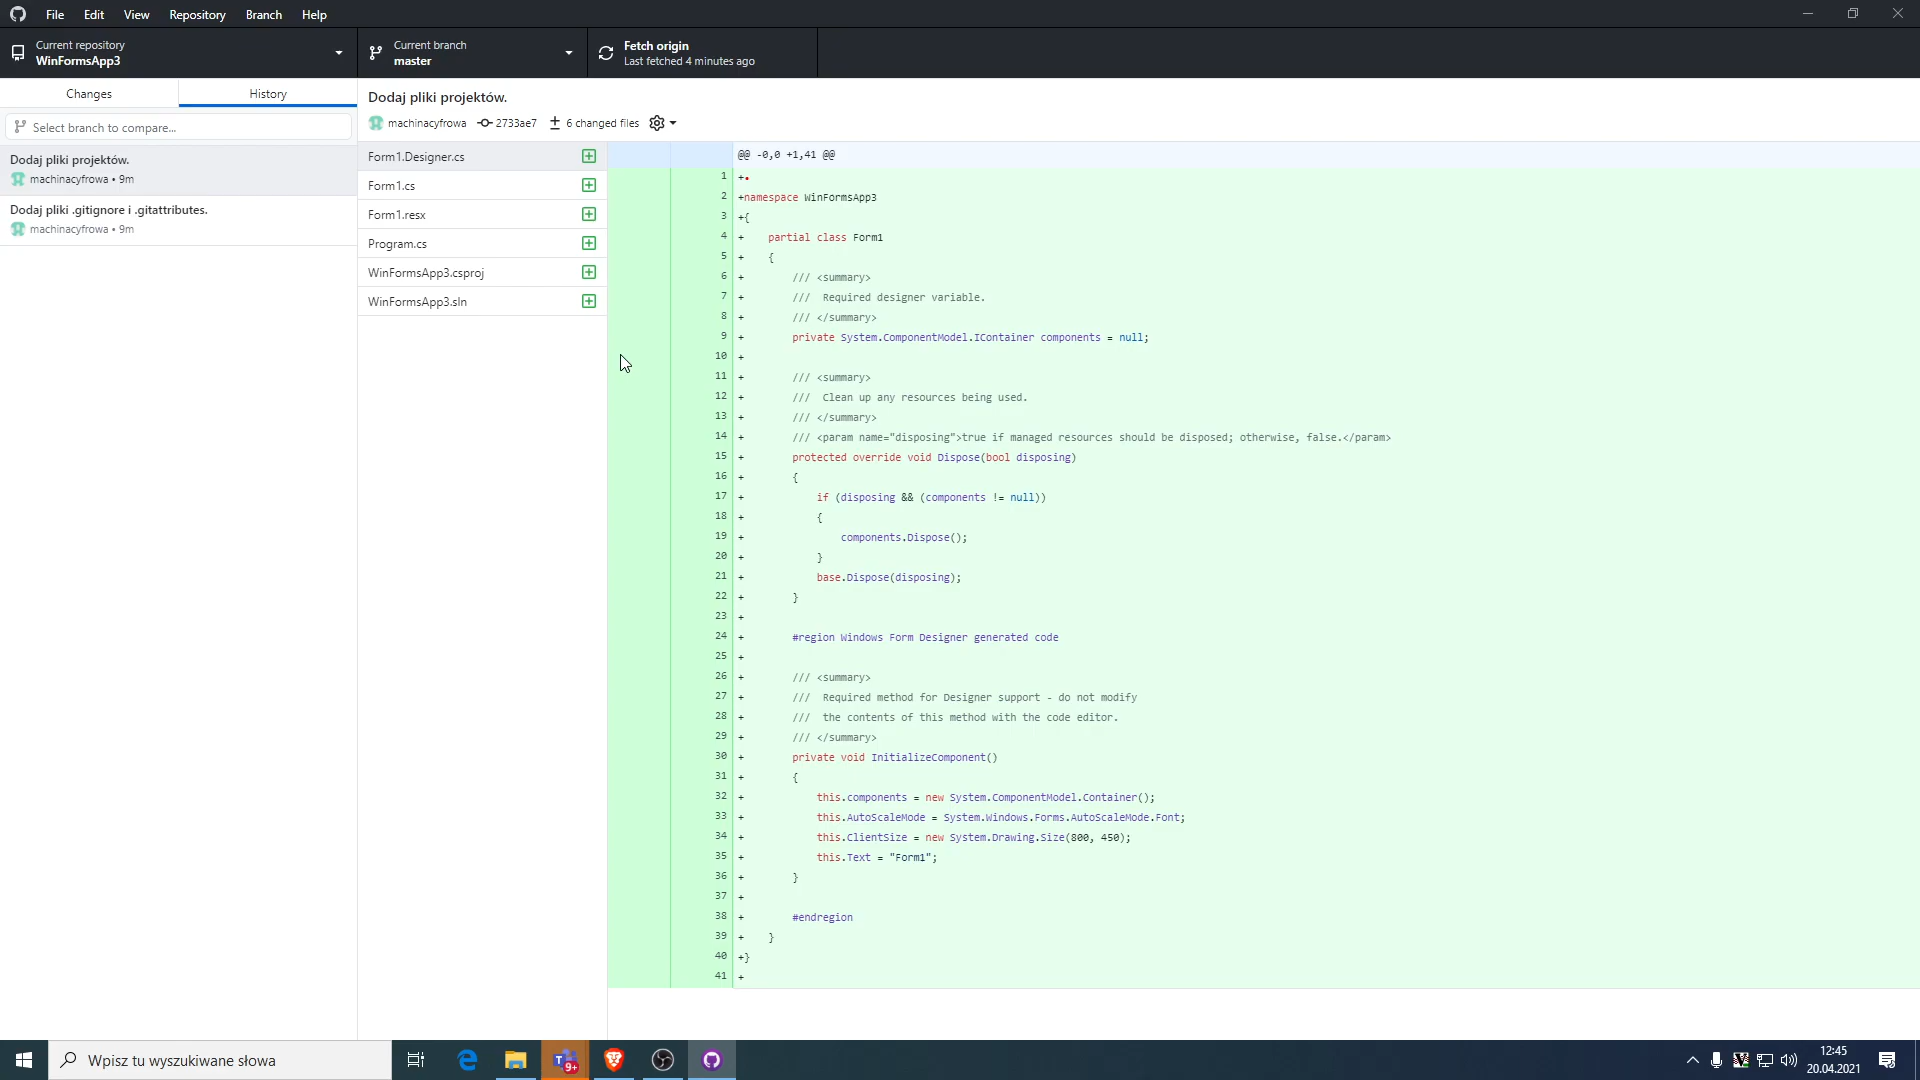 File Edit View Repository Branch Help
Current repository
WinFormsApp3
Current branch
master
Fetch origin
Last fetched 4 minutes ago
Changes
History
Select branch to compare...
Dodaj pliki projektów.
machinacyfrowa • 9m
Dodaj pliki .gitignore i .gitattributes.
machinacyfrowa • 9m
Dodaj pliki projektów.
machinacyfrowa 2733ae7 6 changed files
Form1.Designer.cs
Form1.cs
Form1.resx
Program.cs
WinFormsApp3.csproj
WinFormsApp3.sln
@@ -0,0 +1,41 @@
1 +
2 +namespace WinFormsApp3
3 +{
4 +    partial class Form1
5 +    {
6 +        /// <summary>
7 +        ///  Required designer variable.
8 +        /// </summary>
9 +        private System.ComponentModel.IContainer components = null;
10 +
11 +        /// <summary>
12 +        ///  Clean up any resources being used.
13 +        /// </summary>
14 +        /// <param name="disposing">true if managed resources should be disposed; otherwise, false.</param>
15 +        protected override void Dispose(bool disposing)
16 +        {
17 +            if (disposing && (components != null))
18 +            {
19 +                components.Dispose();
20 +            }
21 +            base.Dispose(disposing);
22 +        }
23 +
24 +        #region Windows Form Designer generated code
25 +
26 +        /// <summary>
27 +        ///  Required method for Designer support - do not modify
28 +        ///  the contents of this method with the code editor.
29 +        /// </summary>
30 +        private void InitializeComponent()
31 +        {
32 +            this.components = new System.ComponentModel.Container();
33 +            this.AutoScaleMode = System.Windows.Forms.AutoScaleMode.Font;
34 +            this.ClientSize = new System.Drawing.Size(800, 450);
35 +            this.Text = "Form1";
36 +        }
37 +
38 +        #endregion
39 +    }
40 +}
41 +
Wpisz tu wyszukiwane słowa
9+
12:45
20.04.2021